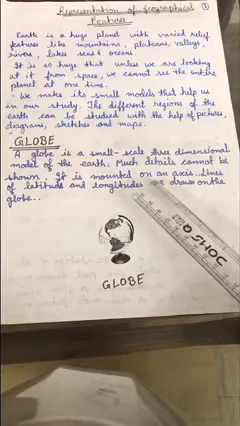 Representation of Geographical ①
Features
Earth is a huge planet with varied relief
features like mountains, plateaus, valleys,
rivers, lakes and oceans.
It is so huge that unless we are looking
at it from space, we cannot see the entire
planet at one time.
We make its small models that help us
in our study. The different regions of the
earth can be studied with the help of pictures,
diagrams, sketches and maps.
GLOBE
A globe is a small-scale three dimensional
model of the earth. Much details cannot be
shown. It is mounted on an axis. Lines
of latitude and longitudes are drawn on the
globe..
GLOBE